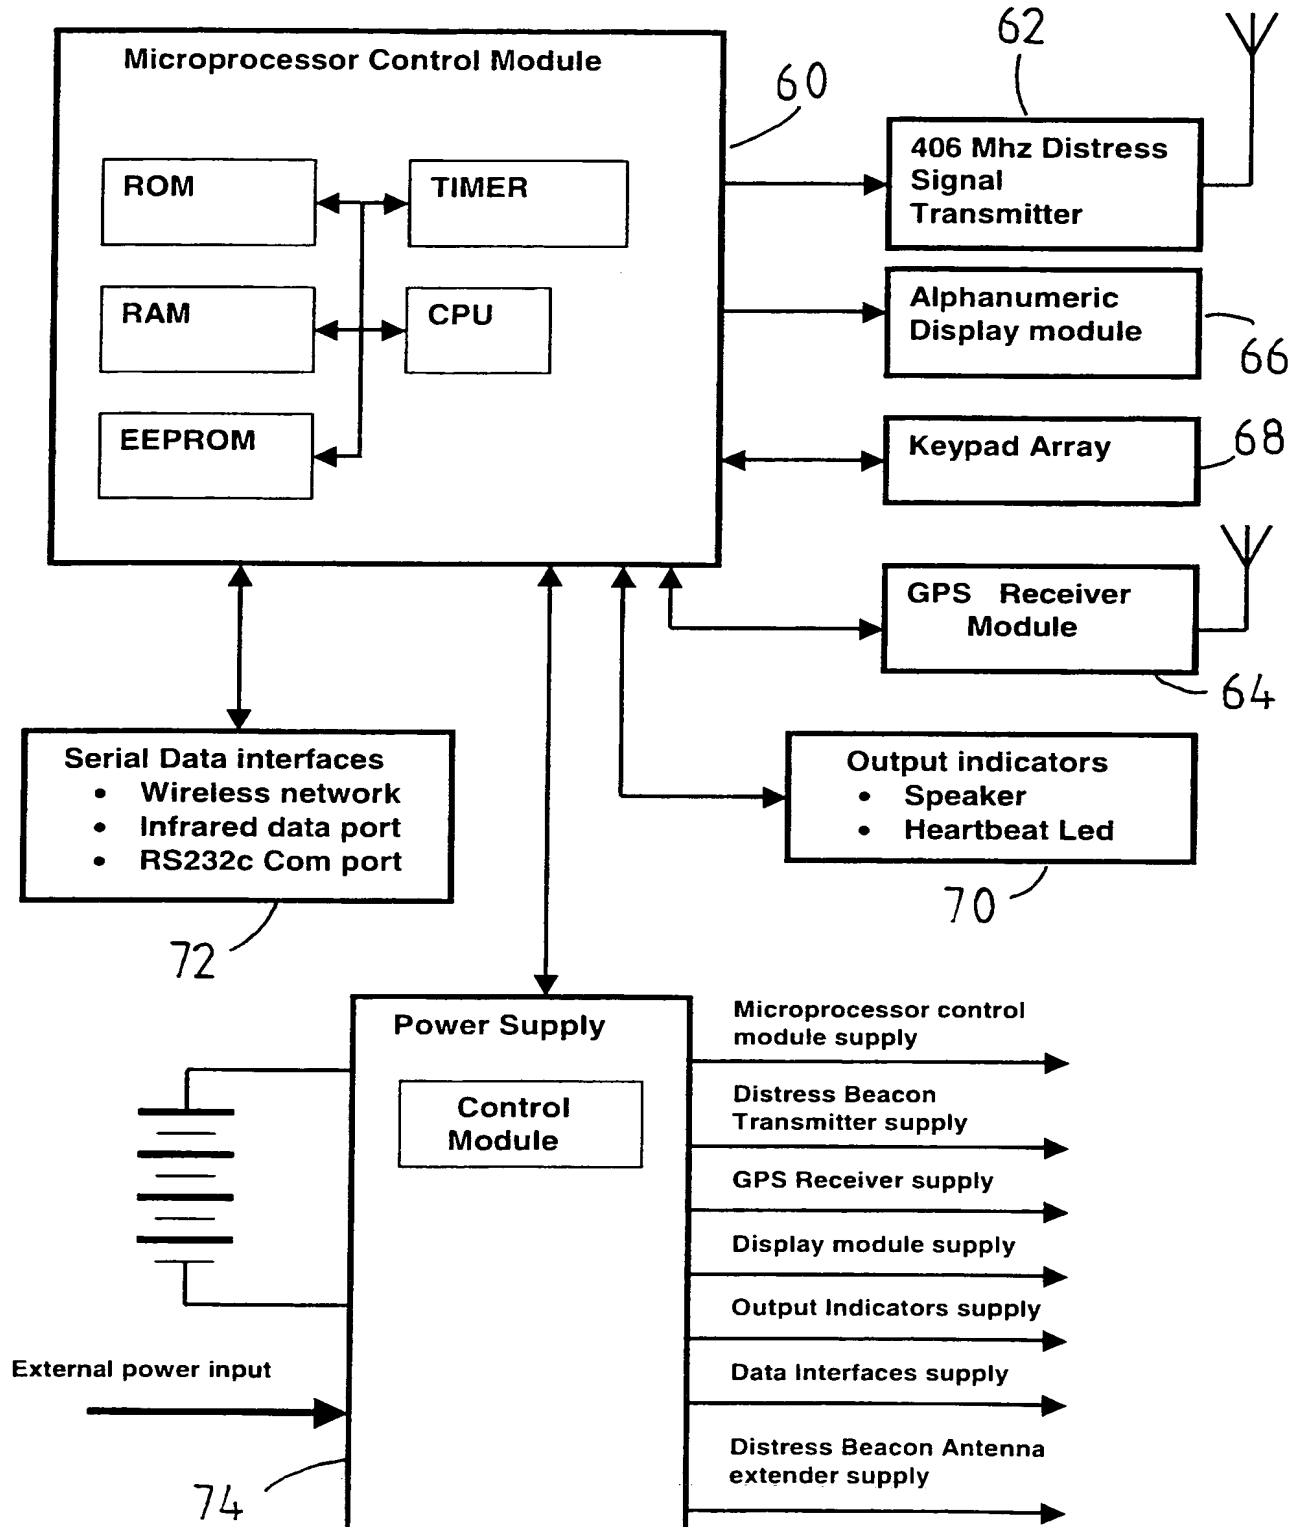 Microprocessor Control Module
60
62
ROM
TIMER
406 Mhz Distress
Signal
Transmitter
RAM
CPU
Alphanumeric
Display module
66
EEPROM
Keypad Array
68
GPS Receiver
Module
64
Serial Data interfaces
• Wireless network
• Infrared data port
• RS232c Com port
72
Output indicators
• Speaker
• Heartbeat Led
70
Power Supply
Control
Module
Microprocessor control
module supply
Distress Beacon
Transmitter supply
GPS Receiver supply
Display module supply
Output Indicators supply
External power input
Data Interfaces supply
Distress Beacon Antenna
extender supply
74